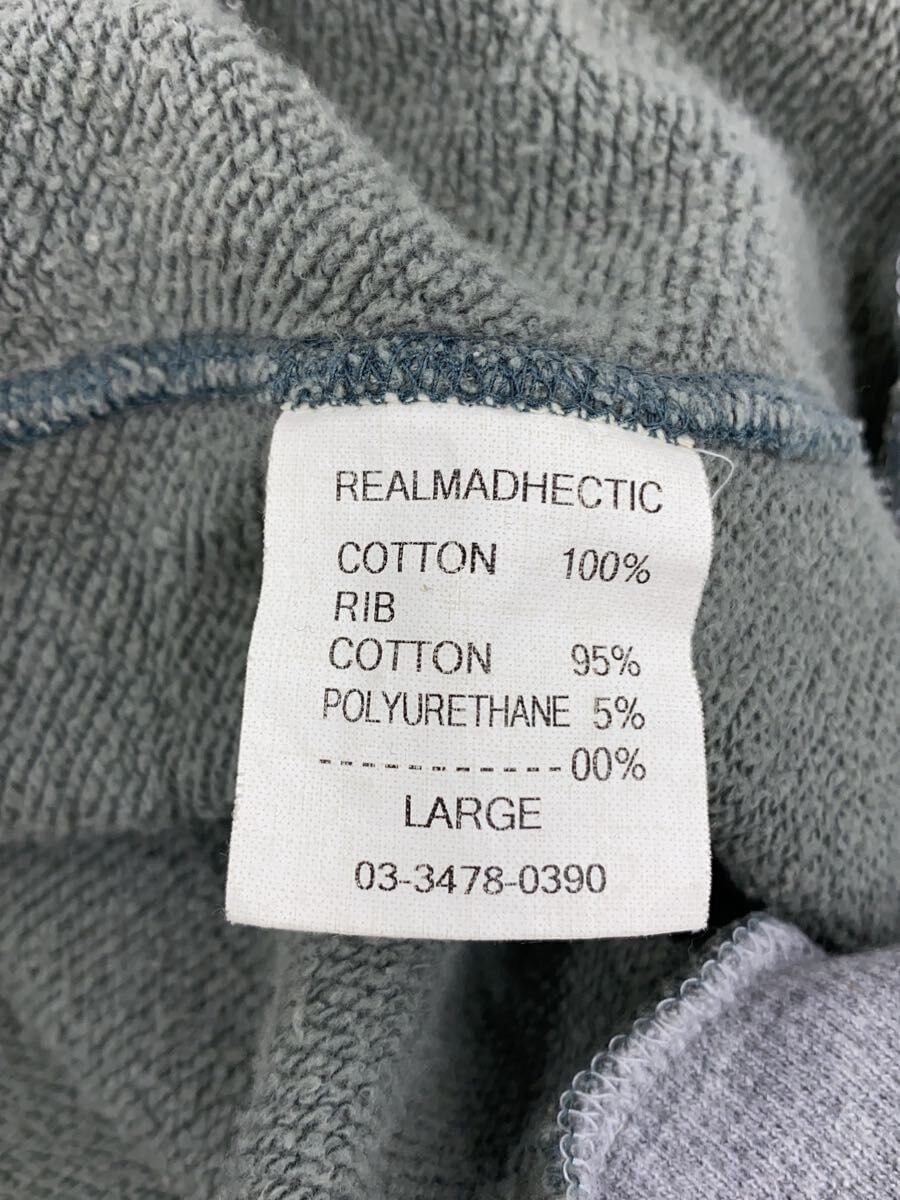 REALMADHECTIC
COTTON 100%
RIB
COTTON 95%
POLYURETHANE 5%
-----------00%
LARGE
03-3478-0390